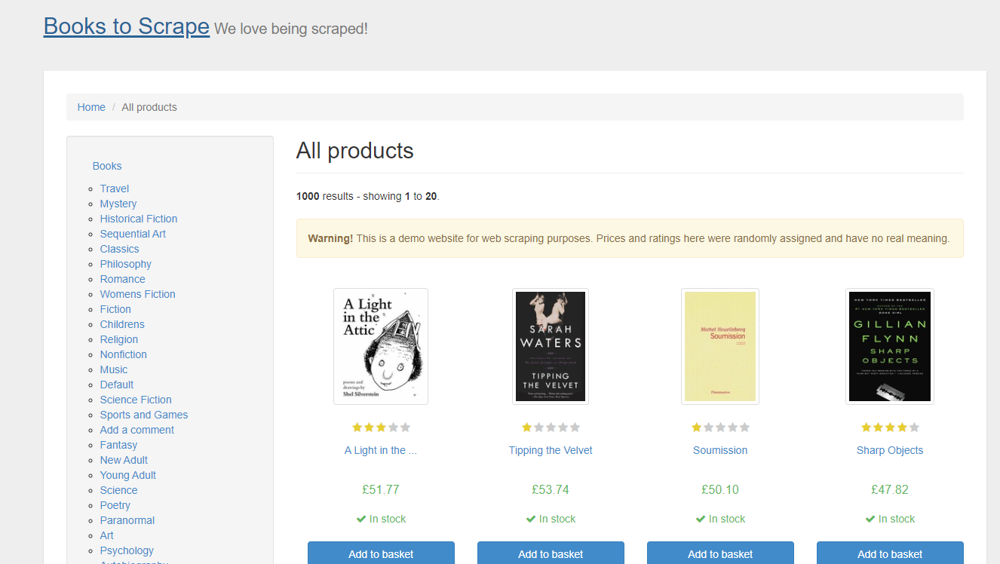 Books to Scrape We love being scraped!
Home / All products
Books
Travel
Mystery
Historical Fiction
Sequential Art
Classics
Philosophy
Romance
Womens Fiction
Fiction
Childrens
Religion
Nonfiction
Music
Default
Science Fiction
Sports and Games
Add a comment
Fantasy
New Adult
Young Adult
Science
Poetry
Paranormal
Art
Psychology
Autobiography
All products
1000 results - showing 1 to 20.
Warning! This is a demo website for web scraping purposes. Prices and ratings here were randomly assigned and have no real meaning.
A Light
in the
Attic
poems and
drawings by
Shel Silverstein
A Light in the ...
£51.77
In stock
Add to basket
SARAH
WATERS
TIPPING
THE VELVET
Tipping the Velvet
£53.74
In stock
Add to basket
Michel Houellebecq
Soumission
Flammarion
Soumission
£50.10
In stock
Add to basket
NEW YORK TIMES BESTSELLER
GILLIAN
FLYNN
SHARP
OBJECTS
Sharp Objects
£47.82
In stock
Add to basket